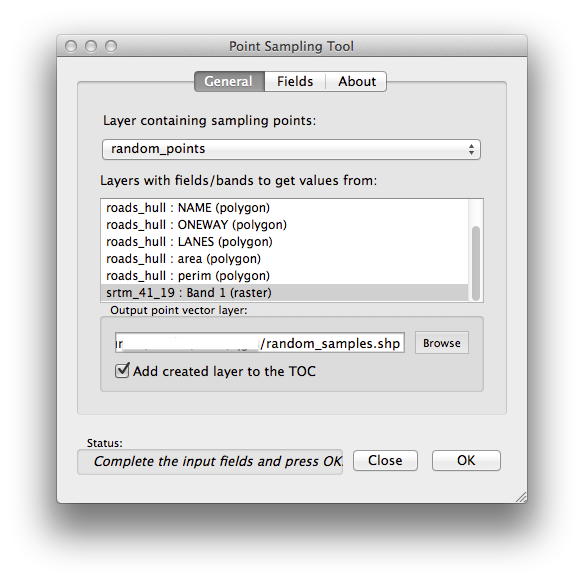 Point Sampling Tool
General Fields About
Layer containing sampling points:
random_points
Layers with fields/bands to get values from:
roads_hull : NAME (polygon)
roads_hull : ONEWAY (polygon)
roads_hull : LANES (polygon)
roads_hull : area (polygon)
roads_hull : perim (polygon)
srtm_41_19 : Band 1 (raster)
Output point vector layer:
/random_samples.shp Browse
Add created layer to the TOC
Status:
Complete the input fields and press OK. Close OK